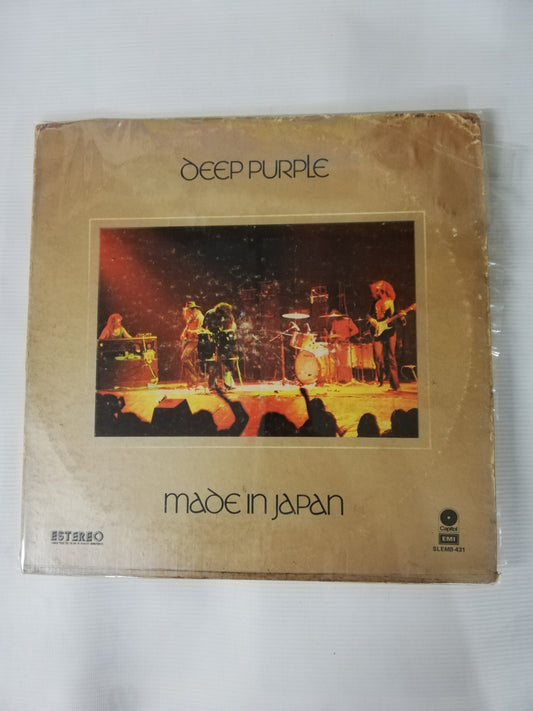 DEEP PURPLE
MADE IN JAPAN
ESTEREO
Capitol
EMI
SLEMB-431